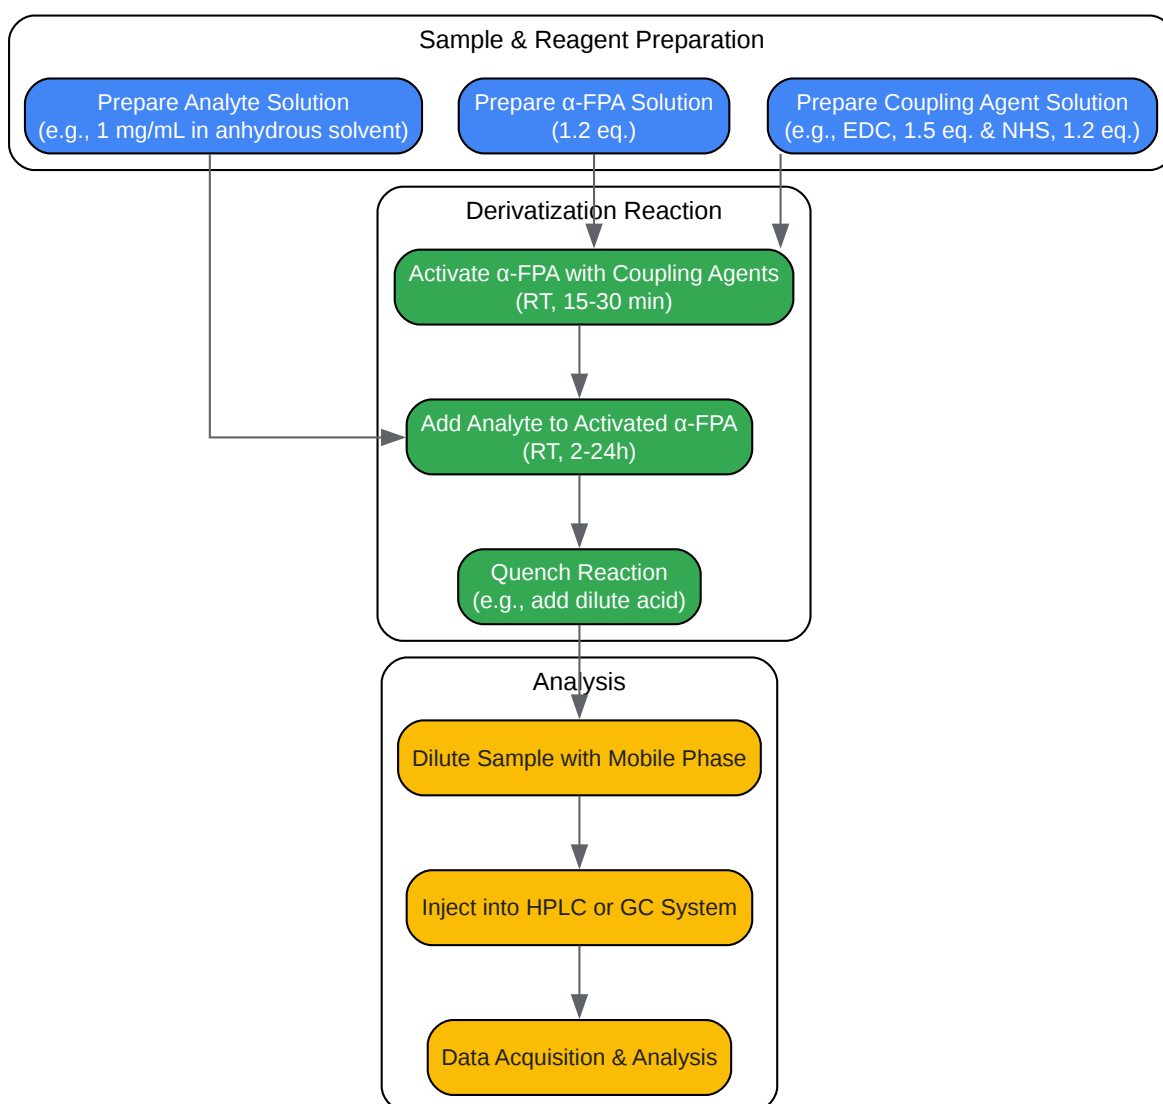 Sample & Reagent Preparation
Prepare Analyte Solution
(e.g., 1 mg/mL in anhydrous solvent)
Prepare α-FPA Solution
(1.2 eq.)
Prepare Coupling Agent Solution
(e.g., EDC, 1.5 eq. & NHS, 1.2 eq.)
Derivatization Reaction
Activate α-FPA with Coupling Agents
(RT, 15-30 min)
Add Analyte to Activated α-FPA
(RT, 2-24h)
Quench Reaction
(e.g., add dilute acid)
Analysis
Dilute Sample with Mobile Phase
Inject into HPLC or GC System
Data Acquisition & Analysis